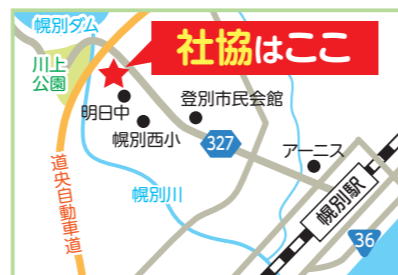 幌別ダム
社協はここ
川上
公園
明日中
登別市民会館
幌別西小
327
アーニス
幌別川
道央自動車道
幌別駅
36